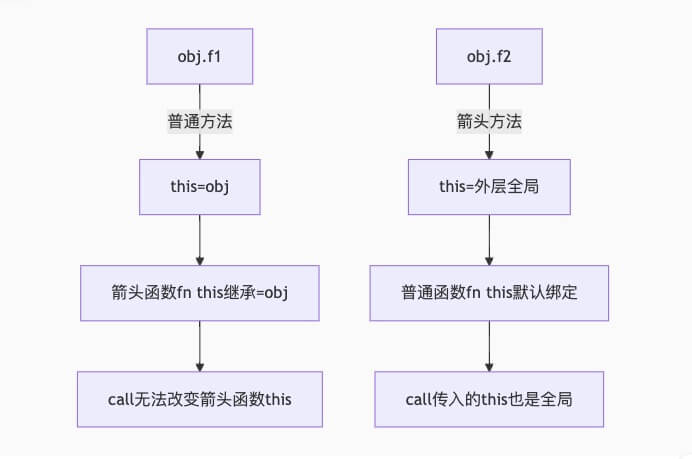 obj.f1
普通方法
this=obj
箭头函数fn this继承=obj
call无法改变箭头函数this
obj.f2
箭头方法
this=外层全局
普通函数fn this默认绑定
call传入的this也是全局